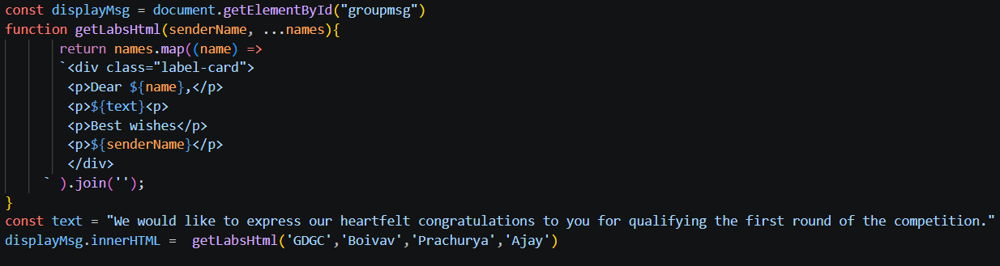 const displayMsg = document.getElementById("groupmsg")
function getLabsHtml(senderName, ...names){
return names.map((name) =>
`<div class="label-card">
<p>Dear ${name},</p>
<p>${text}<p>
<p>Best wishes</p>
<p>${senderName}</p>
</div>
` ).join('');
}
const text = "We would like to express our heartfelt congratulations to you for qualifying the first round of the competition."
displayMsg.innerHTML =  getLabsHtml('GDGC','Boivav','Prachurya','Ajay')